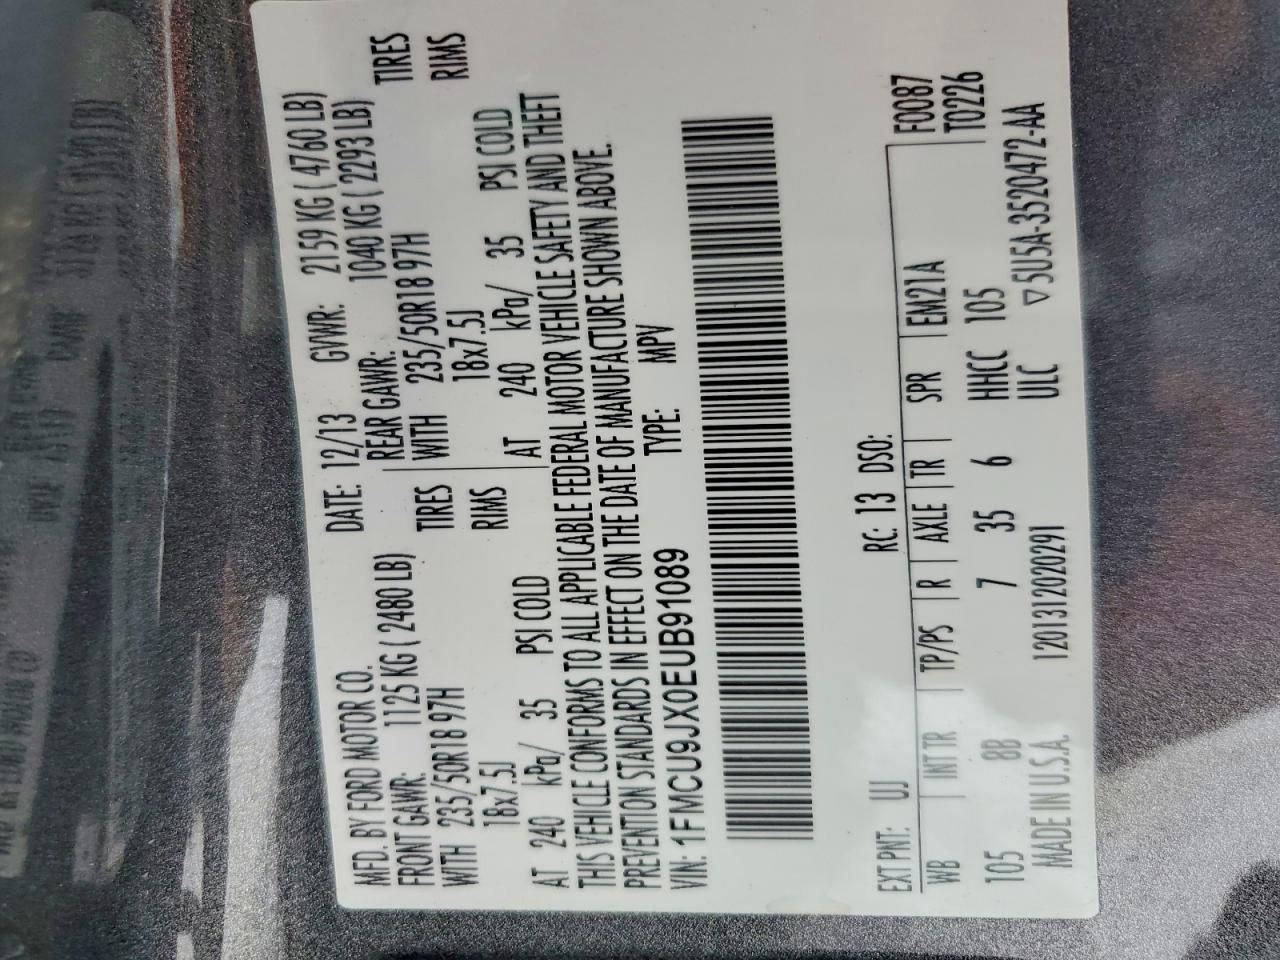 MFD. BY FORD MOTOR CO.
DATE: 12/13 GVWR: 2159 KG ( 4760 LB)
FRONT GAWR: 1125 KG ( 2480 LB)
REAR GAWR: 1040 KG ( 2293 LB)
WITH 235/50R18 97H TIRES
WITH 235/50R18 97H TIRES
18x7.5J RIMS
18x7.5J RIMS
AT 240 kPa/ 35 PSI COLD
AT 240 kPa/ 35 PSI COLD
THIS VEHICLE CONFORMS TO ALL APPLICABLE FEDERAL MOTOR VEHICLE SAFETY AND THEFT
PREVENTION STANDARDS IN EFFECT ON THE DATE OF MANUFACTURE SHOWN ABOVE.
VIN: 1FMCU9JX0EUB91089 TYPE: MPV
EXT PNT: UJ RC: 13 DSO: F0087
WB INT TR TP/PS R AXLE TR SPR EM21A T0226
105 8B 7 35 6 HHCC 105
MADE IN U.S.A. 12013120202​91 ULC ▽5U5A-3520472-AA